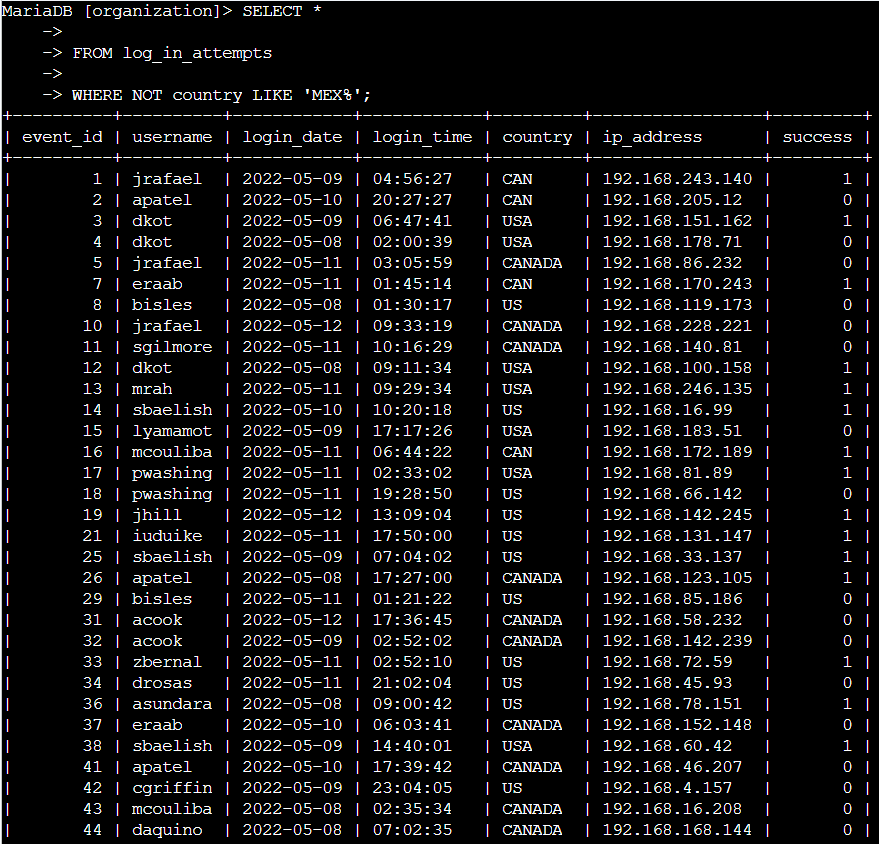 MariaDB [organization]> SELECT *
    ->
    -> FROM log_in_attempts
    ->
    -> WHERE NOT country LIKE 'MEX%';
+----------+----------+------------+------------+---------+-----------------+---------+
| event_id | username | login_date | login_time | country | ip_address      | success |
+----------+----------+------------+------------+---------+-----------------+---------+
|        1 | jrafael  | 2022-05-09 | 04:56:27   | CAN     | 192.168.243.140 |       1 |
|        2 | apatel   | 2022-05-10 | 20:27:27   | CAN     | 192.168.205.12  |       0 |
|        3 | dkot     | 2022-05-09 | 06:47:41   | USA     | 192.168.151.162 |       1 |
|        4 | dkot     | 2022-05-08 | 02:00:39   | USA     | 192.168.178.71  |       0 |
|        5 | jrafael  | 2022-05-11 | 03:05:59   | CANADA  | 192.168.86.232  |       0 |
|        7 | eraab    | 2022-05-11 | 01:45:14   | CAN     | 192.168.170.243 |       1 |
|        8 | bisles   | 2022-05-08 | 01:30:17   | US      | 192.168.119.173 |       0 |
|       10 | jrafael  | 2022-05-12 | 09:33:19   | CANADA  | 192.168.228.221 |       0 |
|       11 | sgilmore | 2022-05-11 | 10:16:29   | CANADA  | 192.168.140.81  |       0 |
|       12 | dkot     | 2022-05-08 | 09:11:34   | USA     | 192.168.100.158 |       1 |
|       13 | mrah     | 2022-05-11 | 09:29:34   | USA     | 192.168.246.135 |       1 |
|       14 | sbaelish | 2022-05-10 | 10:20:18   | US      | 192.168.16.99   |       1 |
|       15 | lyamamot | 2022-05-09 | 17:17:26   | USA     | 192.168.183.51  |       0 |
|       16 | mcouliba | 2022-05-11 | 06:44:22   | CAN     | 192.168.172.189 |       1 |
|       17 | pwashing | 2022-05-11 | 02:33:02   | USA     | 192.168.81.89   |       1 |
|       18 | pwashing | 2022-05-11 | 19:28:50   | US      | 192.168.66.142  |       0 |
|       19 | jhill    | 2022-05-12 | 13:09:04   | US      | 192.168.142.245 |       1 |
|       21 | iuduike  | 2022-05-11 | 17:50:00   | US      | 192.168.131.147 |       1 |
|       25 | sbaelish | 2022-05-09 | 07:04:02   | US      | 192.168.33.137  |       1 |
|       26 | apatel   | 2022-05-08 | 17:27:00   | CANADA  | 192.168.123.105 |       1 |
|       29 | bisles   | 2022-05-11 | 01:21:22   | US      | 192.168.85.186  |       0 |
|       31 | acook    | 2022-05-12 | 17:36:45   | CANADA  | 192.168.58.232  |       0 |
|       32 | acook    | 2022-05-09 | 02:52:02   | CANADA  | 192.168.142.239 |       0 |
|       33 | zbernal  | 2022-05-11 | 02:52:10   | US      | 192.168.72.59   |       1 |
|       34 | drosas   | 2022-05-11 | 21:02:04   | US      | 192.168.45.93   |       0 |
|       36 | asundara | 2022-05-08 | 09:00:42   | US      | 192.168.78.151  |       1 |
|       37 | eraab    | 2022-05-10 | 06:03:41   | CANADA  | 192.168.152.148 |       0 |
|       38 | sbaelish | 2022-05-09 | 14:40:01   | USA     | 192.168.60.42   |       1 |
|       41 | apatel   | 2022-05-10 | 17:39:42   | CANADA  | 192.168.46.207  |       0 |
|       42 | cgriffin | 2022-05-09 | 23:04:05   | US      | 192.168.4.157   |       0 |
|       43 | mcouliba | 2022-05-08 | 02:35:34   | CANADA  | 192.168.16.208  |       0 |
|       44 | daquino  | 2022-05-08 | 07:02:35   | CANADA  | 192.168.168.144 |       0 |